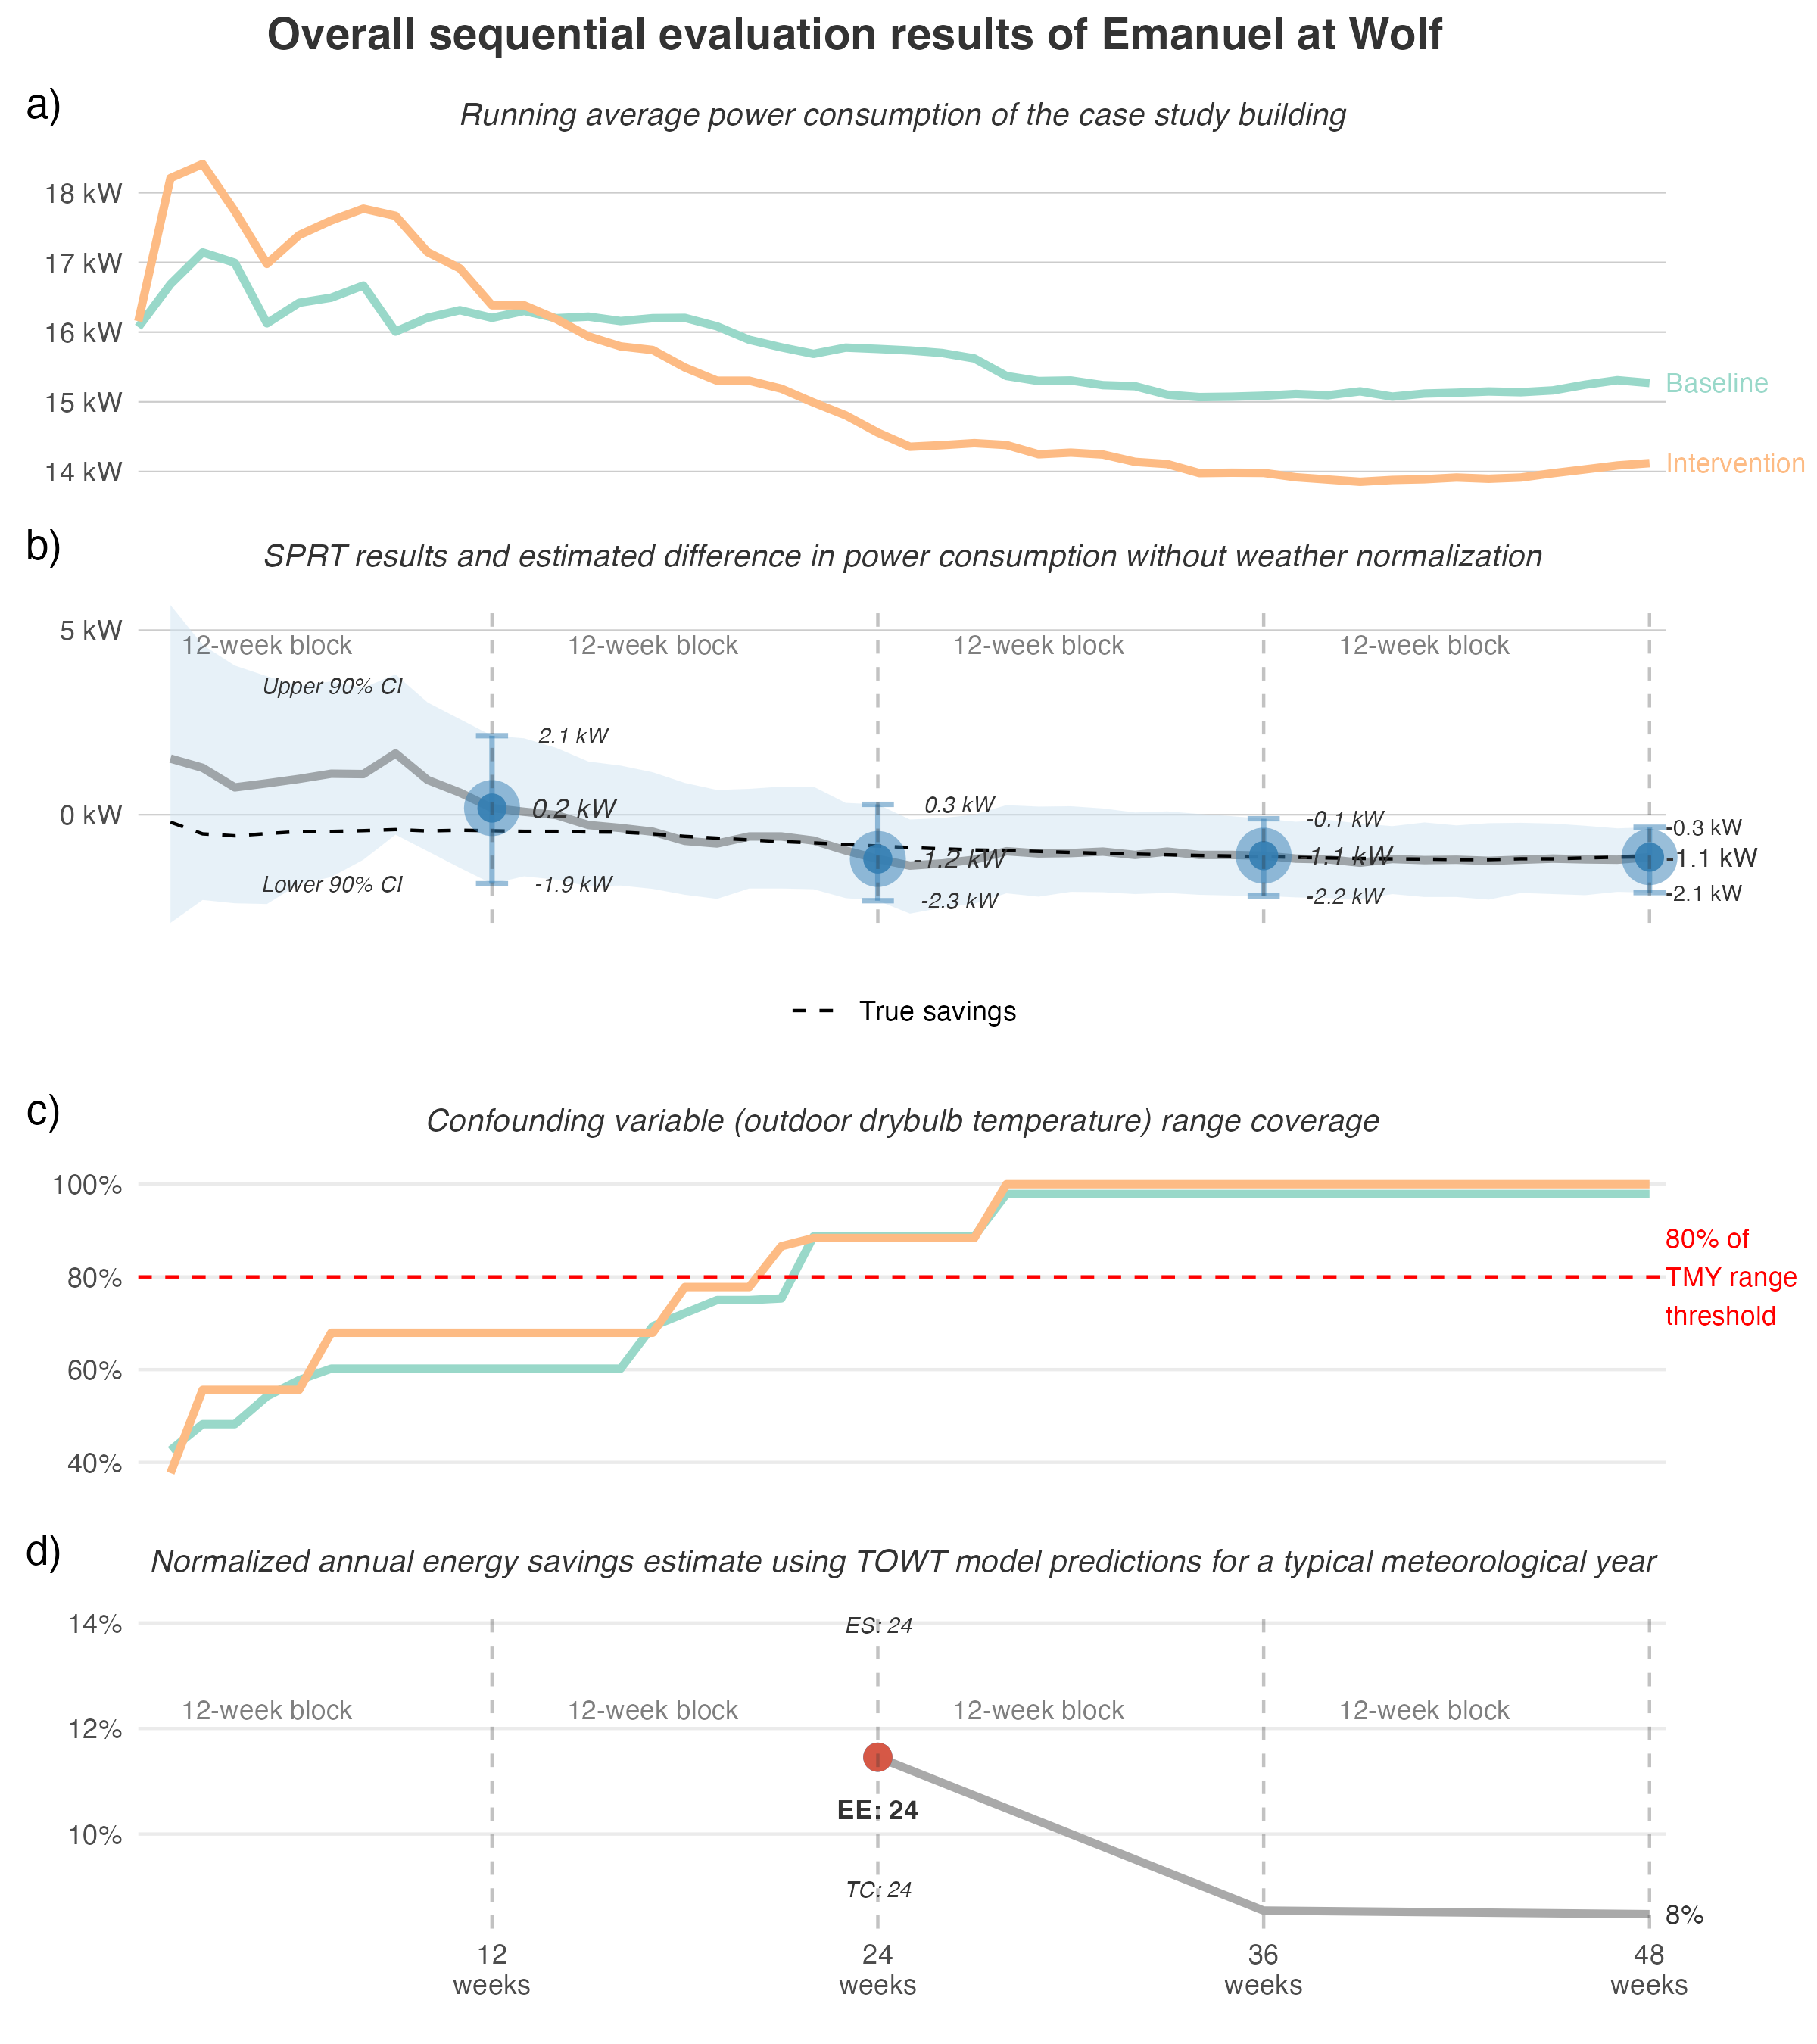 Overall sequential evaluation results of Emanuel at Wolf
a)
Running average power consumption of the case study building
18 kW
17 kW
16 kW
15 kW
14 kW
Baseline
Intervention
b)
SPRT results and estimated difference in power consumption without weather normalization
5 kW
0 kW
12-week block
12-week block
12-week block
12-week block
Upper 90% CI
Lower 90% CI
2.1 kW
0.2 kW
-1.9 kW
0.3 kW
-1.2 kW
-2.3 kW
-0.1 kW
-1.1 kW
-2.2 kW
-0.3 kW
-1.1 kW
-2.1 kW
True savings
c)
Confounding variable (outdoor drybulb temperature) range coverage
100%
80%
60%
40%
80% of
TMY range
threshold
d)
Normalized annual energy savings estimate using TOWT model predictions for a typical meteorological year
14%
12%
10%
12-week block
12-week block
12-week block
12-week block
ES: 24
EE: 24
TC: 24
8%
12
weeks
24
weeks
36
weeks
48
weeks